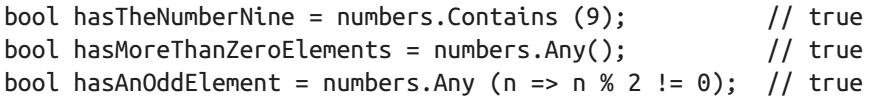 bool hasTheNumberNine = numbers.Contains (9);          // true
bool hasMoreThanZeroElements = numbers.Any();          // true
bool hasAnOddElement = numbers.Any (n => n % 2 != 0);  // true